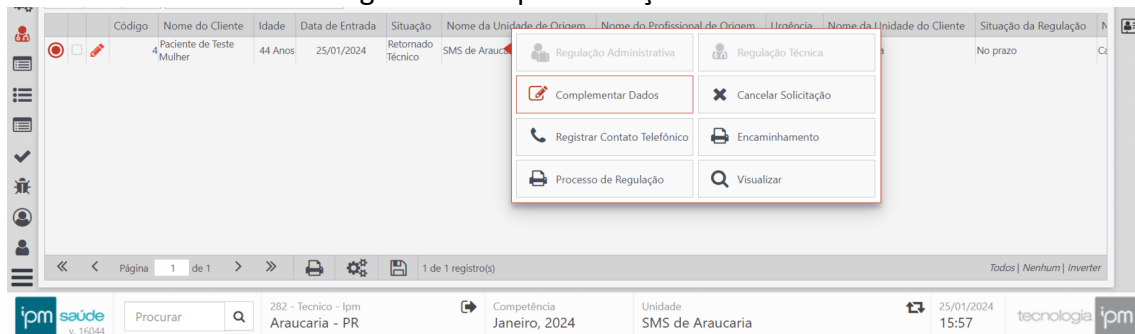 Código Nome do Cliente Idade Data de Entrada Situação Nome da Unidade de Origem Nome do Profissional de Origem Urgência Nome da Unidade do Cliente Situação da Regulação N
4 Paciente de Teste Mulher 44 Anos 25/01/2024 Retornado Técnico SMS de Arauca No prazo Ca
Regulação Administrativa Regulação Técnica
Complementar Dados Cancelar Solicitação
Registrar Contato Telefônico Encaminhamento
Processo de Regulação Visualizar
Página 1 de 1 1 de 1 registro(s) Todos | Nenhum | Inverter
ipm saúde v. 16044
Procurar
282 - Tecnico - Ipm
Araucaria - PR
Competência
Janeiro, 2024
Unidade
SMS de Araucaria
25/01/2024
15:57
tecnologia ipm